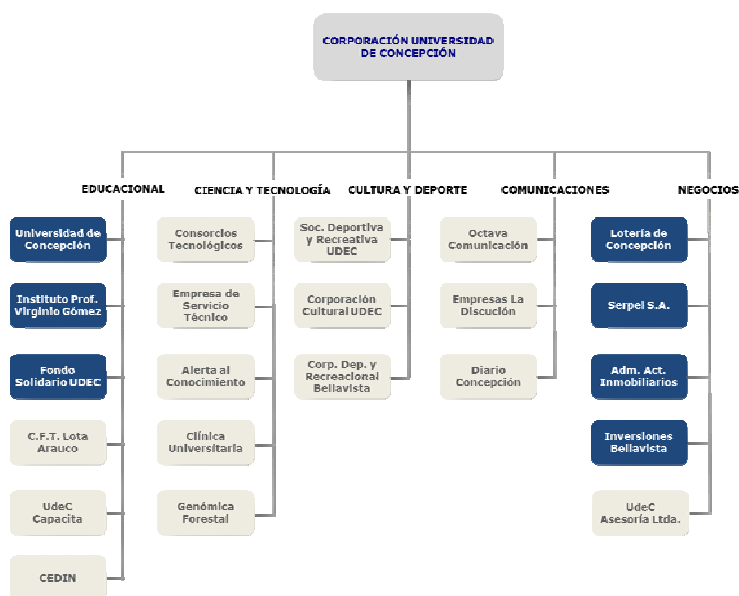 CORPORACIÓN UNIVERSIDAD
DE CONCEPCIÓN
EDUCACIONAL
CIENCIA Y TECNOLOGÍA
CULTURA Y DEPORTE
COMUNICACIONES
NEGOCIOS
Universidad de
Concepción
Instituto Prof.
Virginio Gómez
Fondo
Solidario UDEC
C.F.T. Lota
Arauco
UdeC
Capacita
CEDIN
Consorcios
Tecnológicos
Empresa de
Servicio
Técnico
Alerta al
Conocimiento
Clínica
Universitaria
Genómica
Forestal
Soc. Deportiva
y Recreativa
UDEC
Corporación
Cultural UDEC
Corp. Dep. y
Recreacional
Bellavista
Octava
Comunicación
Empresas La
Discución
Diario
Concepción
Lotería de
Concepción
Serpel S.A.
Adm. Act.
Inmobiliarios
Inversiones
Bellavista
UdeC
Asesoría Ltda.